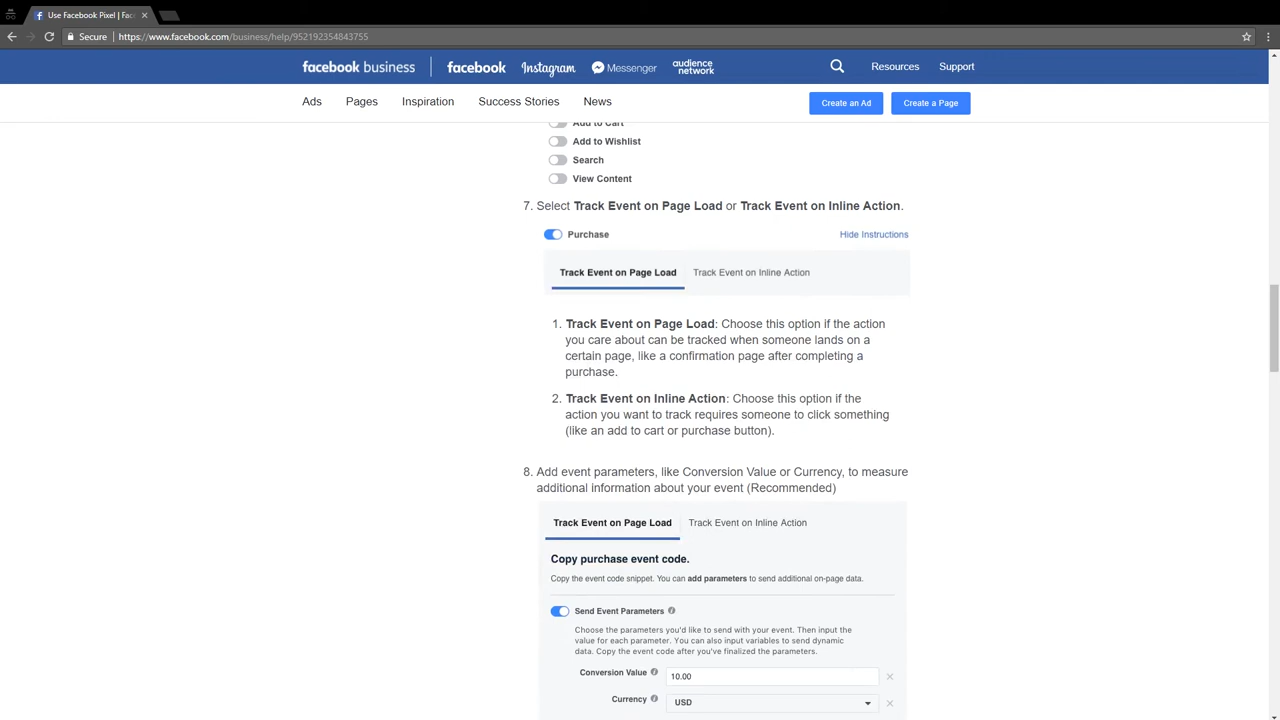 Use Facebook Pixel | Fac
Secure
https://www.facebook.com/business/help/952192354843755
facebook business
facebook
Instagram
Messenger
audience
network
Resources
Support
Ads
Pages
Inspiration
Success Stories
News
Create an Ad
Create a Page
Add to Cart
Add to Wishlist
Search
View Content
7. Select Track Event on Page Load or Track Event on Inline Action.
Purchase
Hide Instructions
Track Event on Page Load
Track Event on Inline Action
1. Track Event on Page Load: Choose this option if the action
you care about can be tracked when someone lands on a
certain page, like a confirmation page after completing a
purchase.
2. Track Event on Inline Action: Choose this option if the
action you want to track requires someone to click something
(like an add to cart or purchase button).
8. Add event parameters, like Conversion Value or Currency, to measure
additional information about your event (Recommended)
Track Event on Page Load
Track Event on Inline Action
Copy purchase event code.
Copy the event code snippet. You can add parameters to send additional on-page data.
Send Event Parameters
Choose the parameters you'd like to send with your event. Then input the
value for each parameter. You can also input variables to send dynamic
data. Copy the event code after you've finalized the parameters.
Conversion Value
10.00
Currency
USD